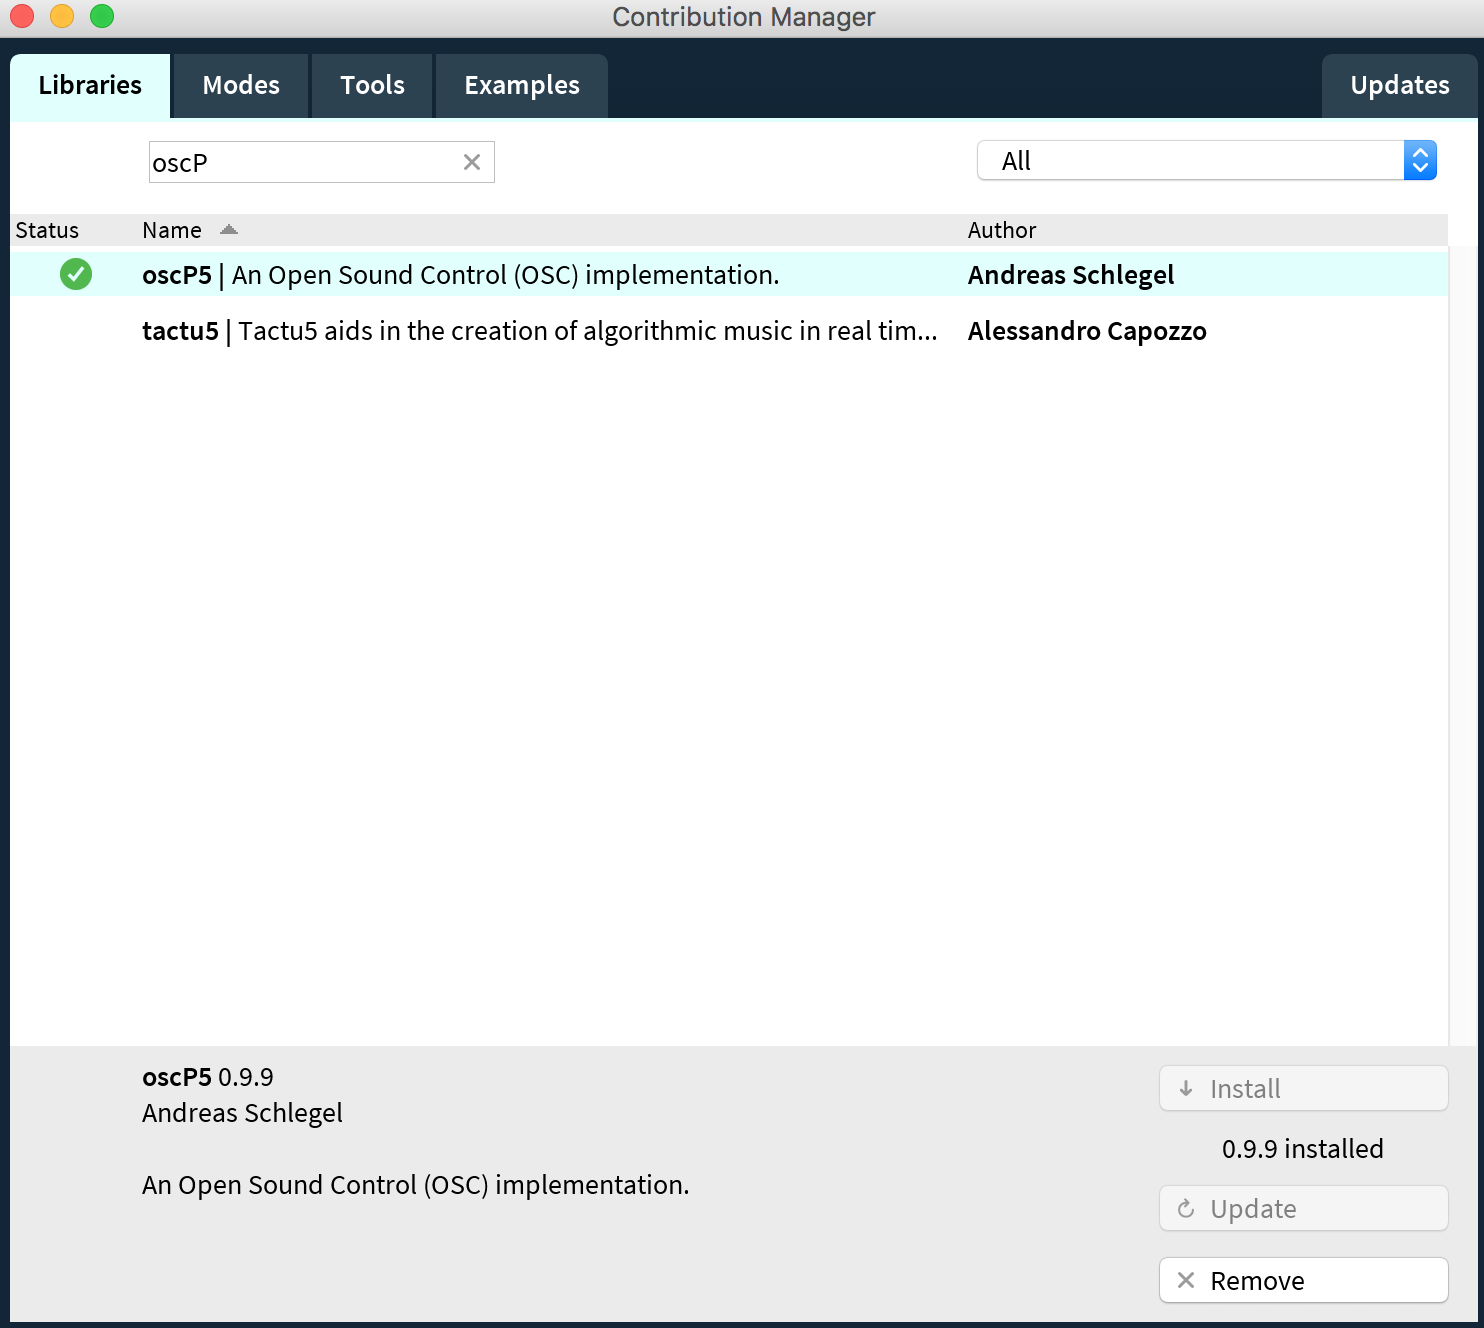 Contribution Manager
Libraries Modes Tools Examples Updates
oscP All
Status Name Author
oscP5 | An Open Sound Control (OSC) implementation. Andreas Schlegel
tactu5 | Tactu5 aids in the creation of algorithmic music in real tim... Alessandro Capozzo
oscP5 0.9.9
Andreas Schlegel
An Open Sound Control (OSC) implementation.
Install
0.9.9 installed
Update
Remove